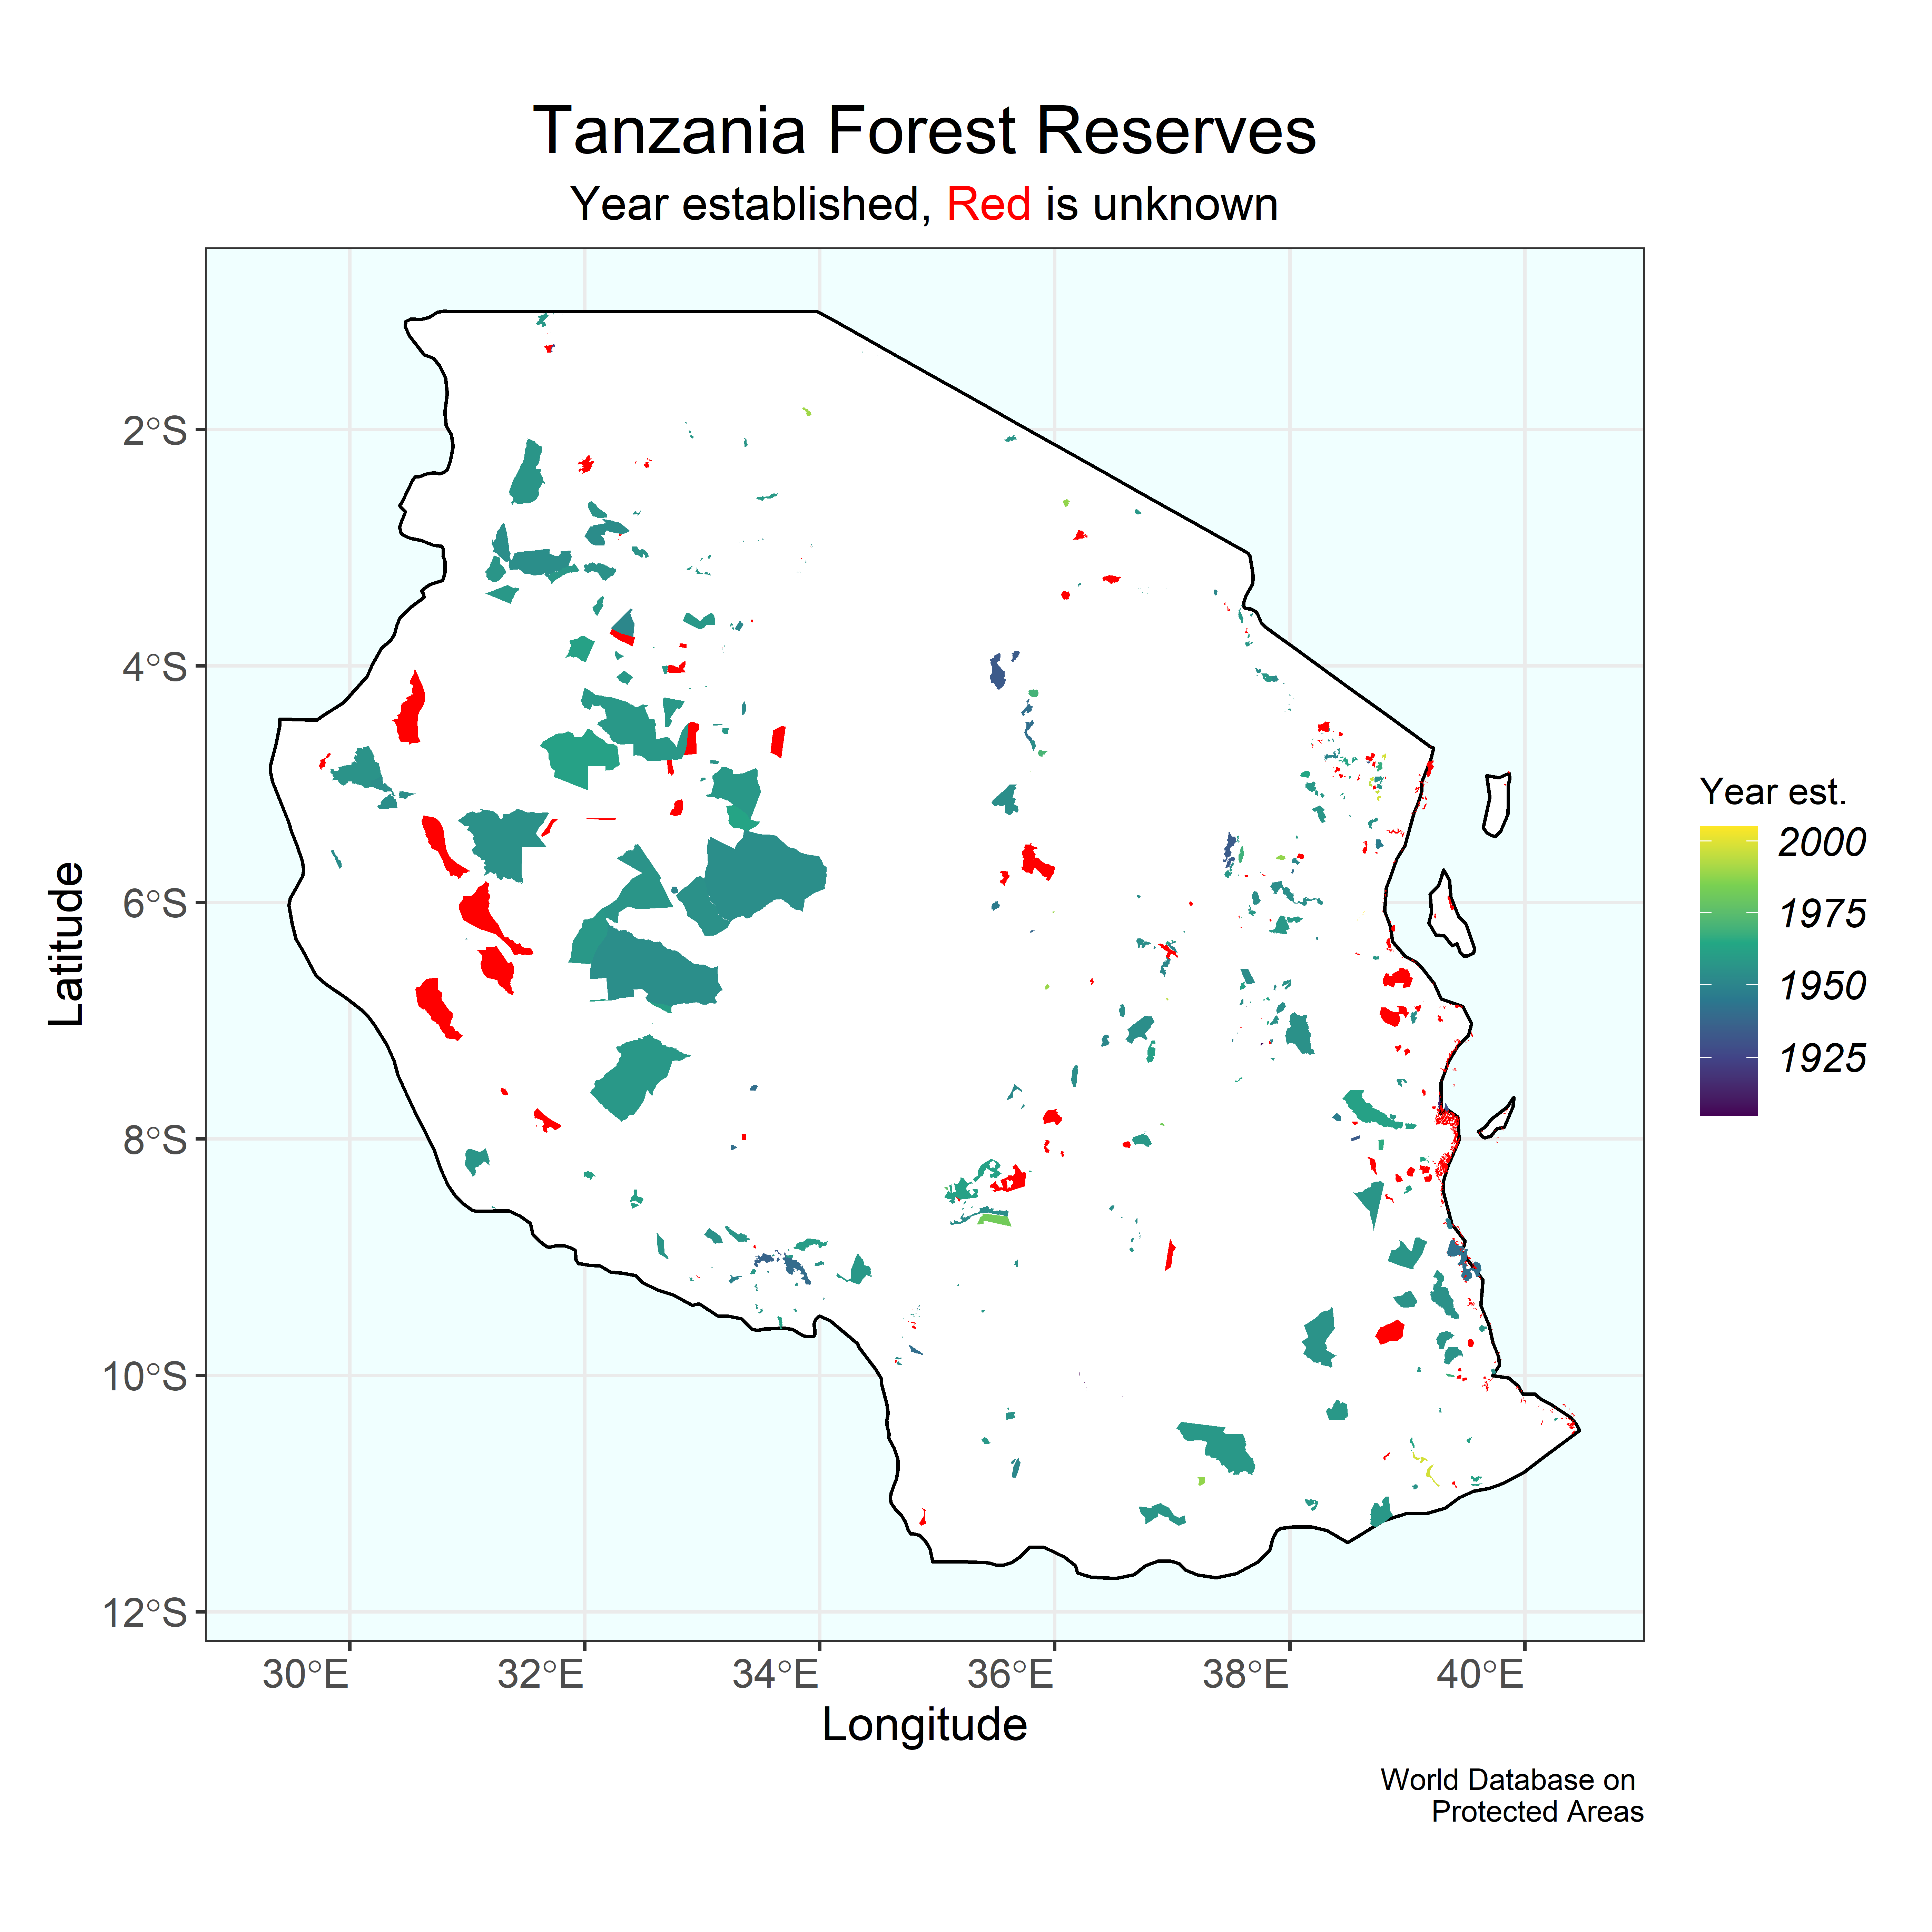 Tanzania Forest Reserves
Year established, Red is unknown
2°S
4°S
6°S
8°S
10°S
12°S
Latitude
30°E
32°E
34°E
36°E
38°E
40°E
Longitude
Year est.
2000
1975
1950
1925
World Database on
Protected Areas